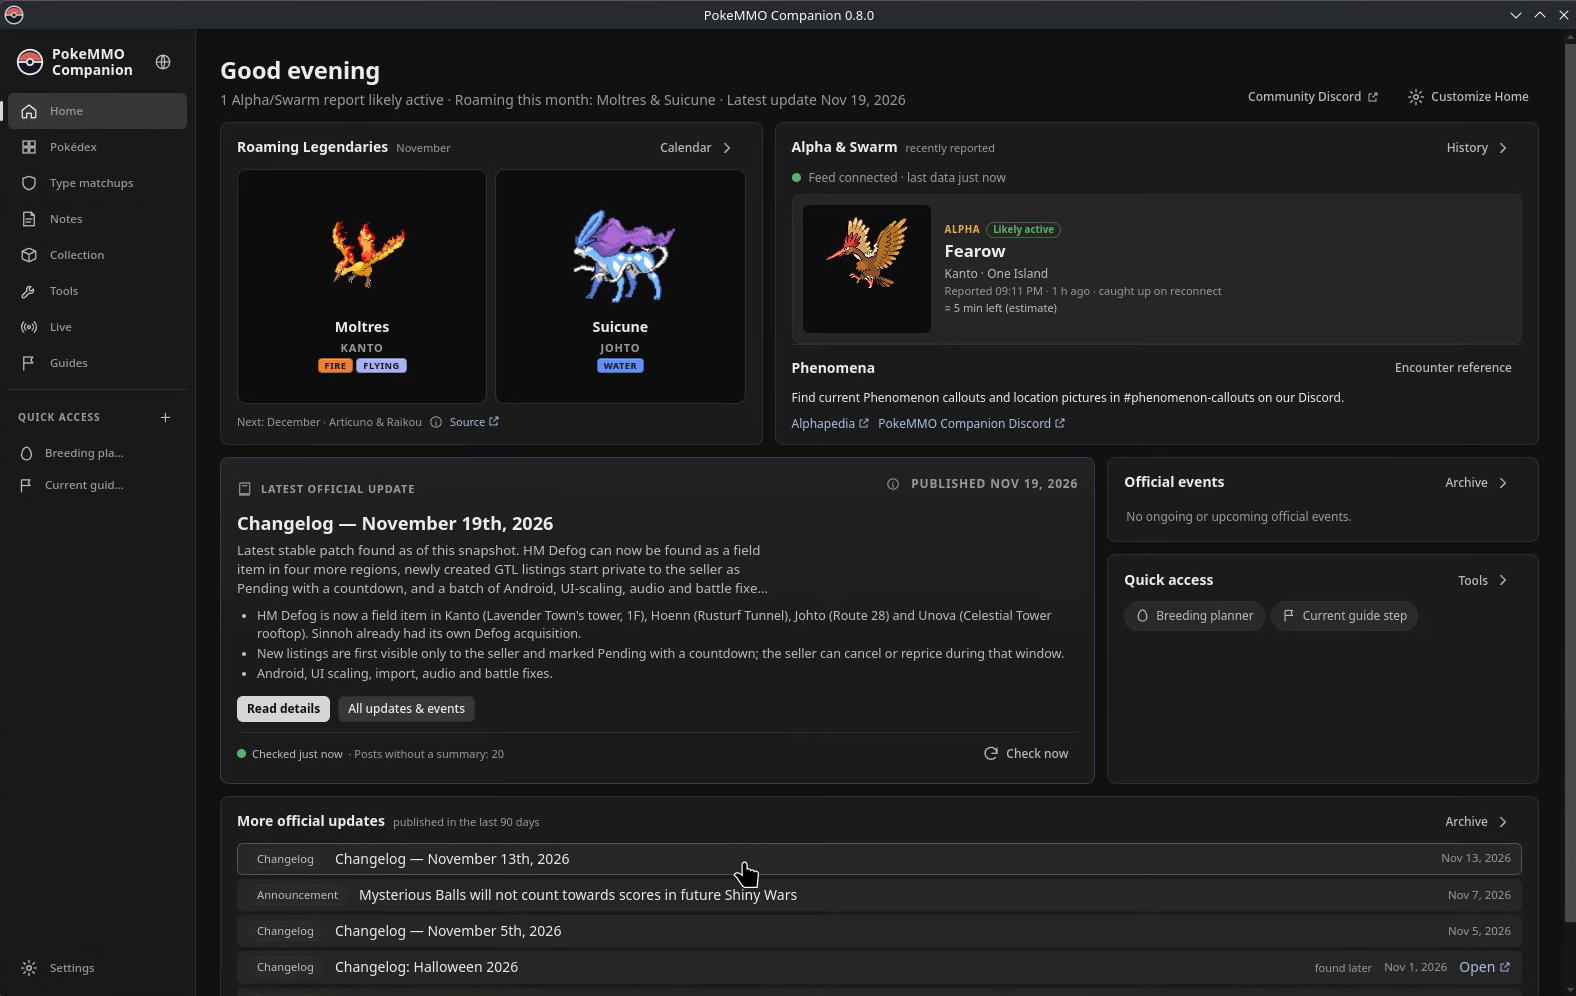 PokeMMO Companion 0.8.0
PokeMMO
Companion
Home
Pokédex
Type matchups
Notes
Collection
Tools
Live
Guides
QUICK ACCESS
Breeding pla...
Current guid...
Settings
Good evening
1 Alpha/Swarm report likely active · Roaming this month: Moltres & Suicune · Latest update Nov 19, 2026
Community Discord
Customize Home
Roaming Legendaries November
Calendar
Moltres
KANTO
FIRE FLYING
Suicune
JOHTO
WATER
Next: December · Articuno & Raikou
Source
Alpha & Swarm recently reported
History
Feed connected · last data just now
ALPHA Likely active
Fearow
Kanto · One Island
Reported 09:11 PM · 1 h ago · caught up on reconnect
≈ 5 min left (estimate)
Phenomena
Encounter reference
Find current Phenomenon callouts and location pictures in #phenomenon-callouts on our Discord.
Alphapedia PokeMMO Companion Discord
LATEST OFFICIAL UPDATE
PUBLISHED NOV 19, 2026
Changelog — November 19th, 2026
Latest stable patch found as of this snapshot. HM Defog can now be found as a field
item in four more regions, newly created GTL listings start private to the seller as
Pending with a countdown, and a batch of Android, UI-scaling, audio and battle fixe...
• HM Defog is now a field item in Kanto (Lavender Town's tower, 1F), Hoenn (Rusturf Tunnel), Johto (Route 28) and Unova (Celestial Tower
rooftop). Sinnoh already had its own Defog acquisition.
• New listings are first visible only to the seller and marked Pending with a countdown; the seller can cancel or reprice during that window.
• Android, UI scaling, import, audio and battle fixes.
Read details
All updates & events
Checked just now · Posts without a summary: 20
Check now
Official events
Archive
No ongoing or upcoming official events.
Quick access
Tools
Breeding planner
Current guide step
More official updates published in the last 90 days
Archive
Changelog Changelog — November 13th, 2026 Nov 13, 2026
Announcement Mysterious Balls will not count towards scores in future Shiny Wars Nov 7, 2026
Changelog Changelog — November 5th, 2026 Nov 5, 2026
Changelog Changelog: Halloween 2026 found later Nov 1, 2026 Open